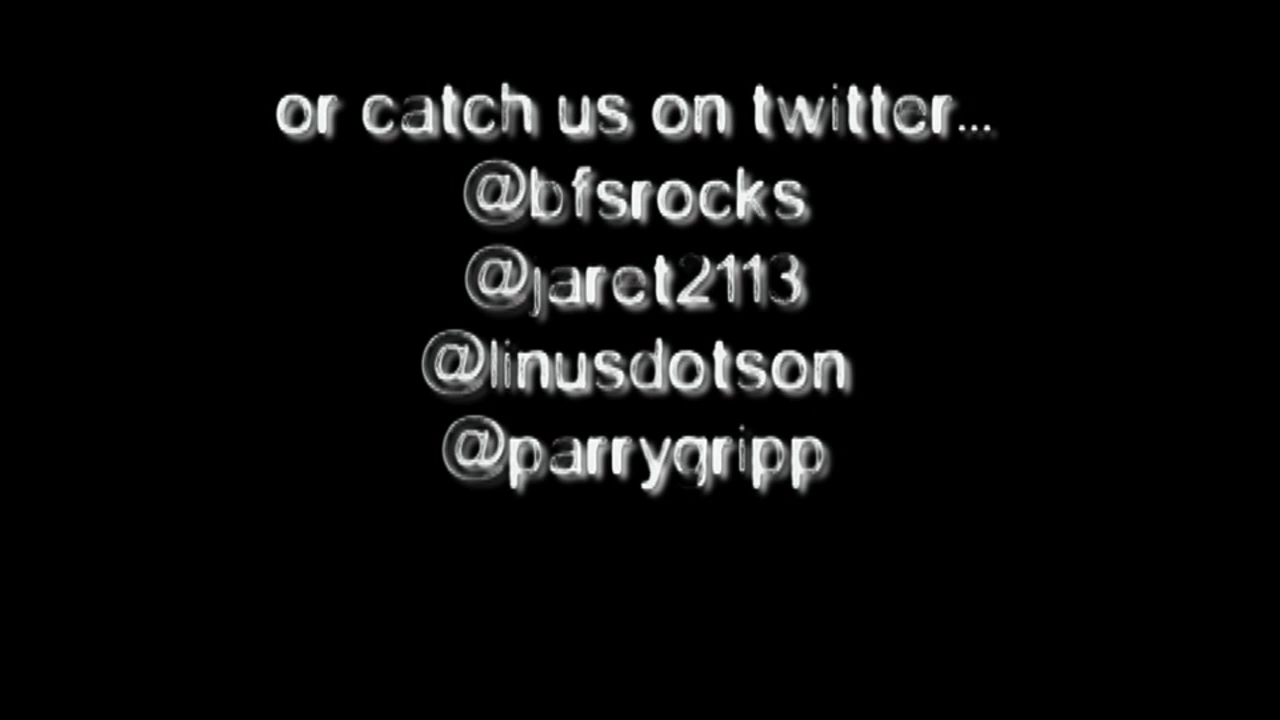 or catch us on twitter...
@bfsrocks
@jaret2113
@linusdotson
@parrygripp